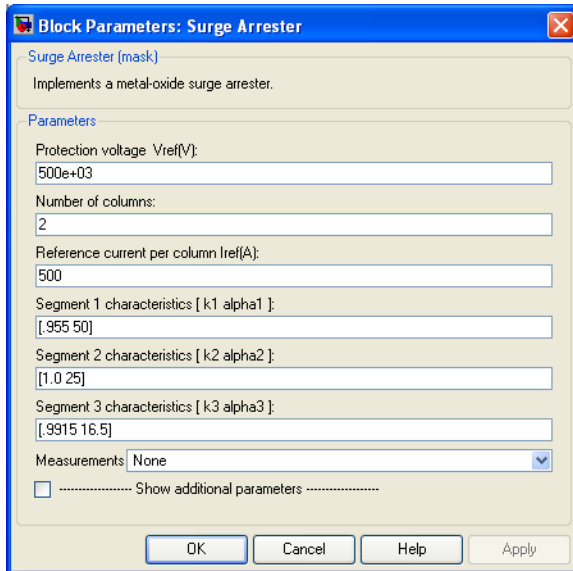 Block Parameters: Surge Arrester
Surge Arrester (mask)
Implements a metal-oxide surge arrester.
Parameters
Protection voltage Vref(V):
500e+03
Number of columns:
2
Reference current per column Iref(A):
500
Segment 1 characteristics [ k1 alpha1 ]:
[.955 50]
Segment 2 characteristics [ k2 alpha2 ]:
[1.0 25]
Segment 3 characteristics [ k3 alpha3 ]:
[.9915 16.5]
Measurements None
------------------ Show additional parameters ------------------
OK Cancel Help Apply